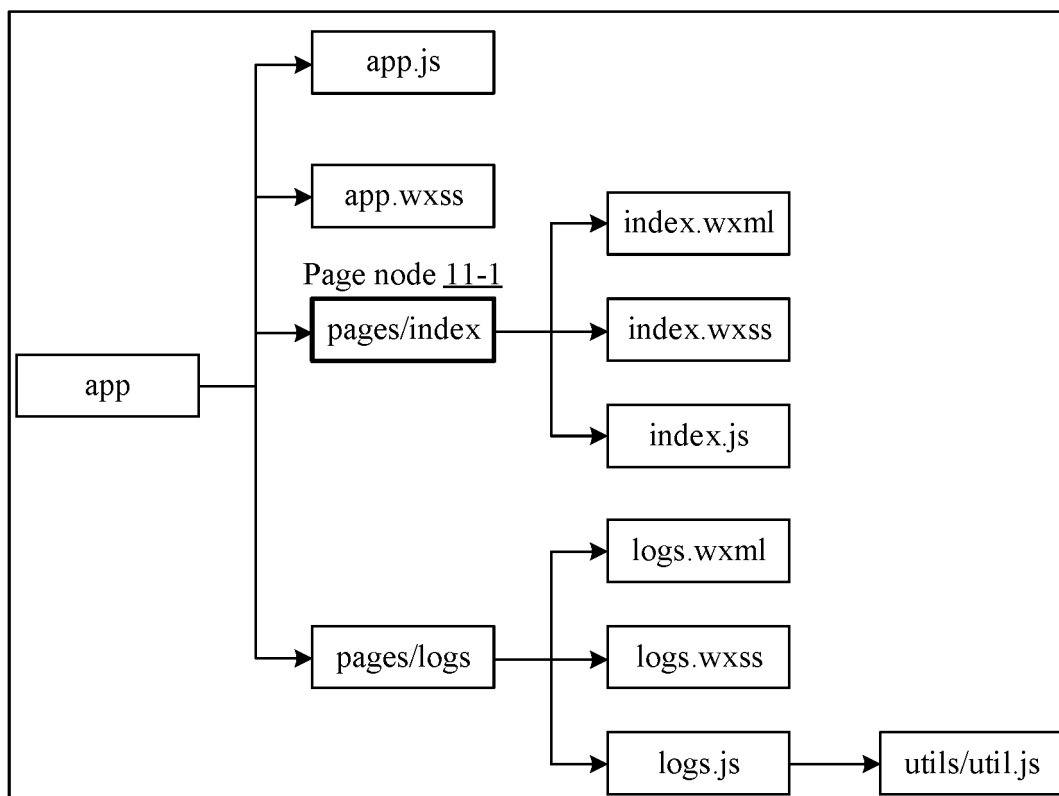 app.js
app.wxss
index.wxml
Page node 11-1
pages/index
index.wxss
app
index.js
logs.wxml
pages/logs
logs.wxss
logs.js
utils/util.js